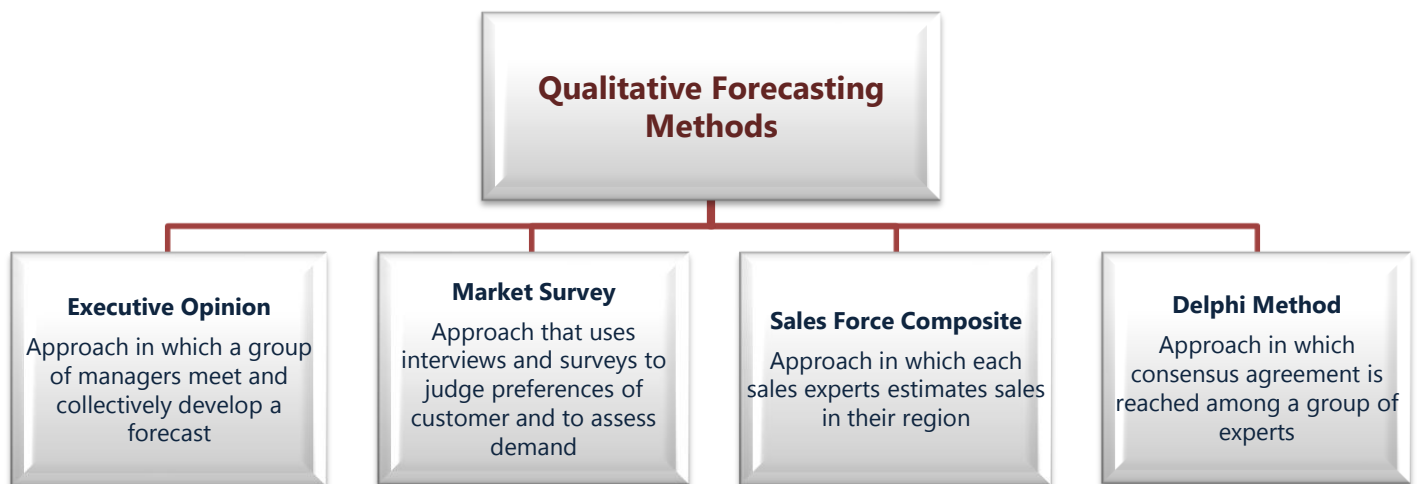 Qualitative Forecasting
Methods
Executive Opinion
Approach in which a group
of managers meet and
collectively develop a
forecast
Market Survey
Approach that uses
interviews and surveys to
judge preferences of
customer and to assess
demand
Sales Force Composite
Approach in which each
sales experts estimates sales
in their region
Delphi Method
Approach in which
consensus agreement is
reached among a group of
experts